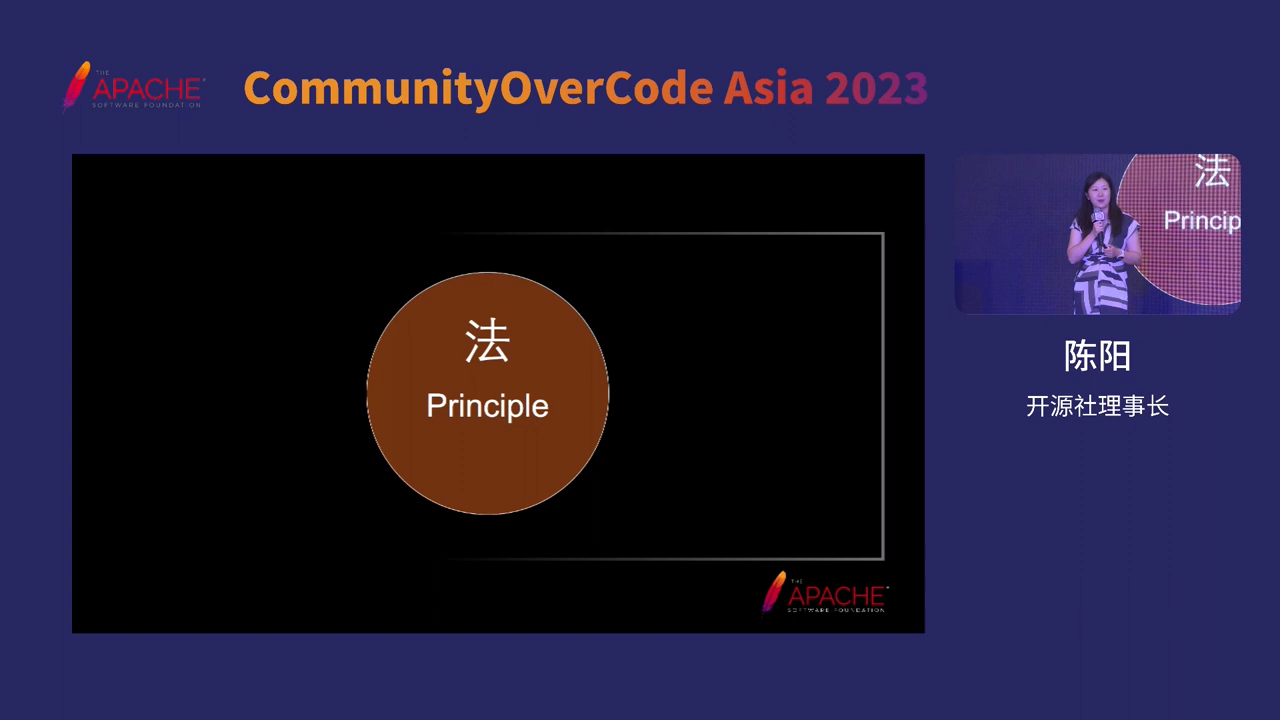 THE
APACHE
SOFTWARE FOUNDATION
CommunityOverCode Asia 2023
法
Principle
THE
APACHE
SOFTWARE FOUNDATION
法
Princip
陈阳
开源社理事长